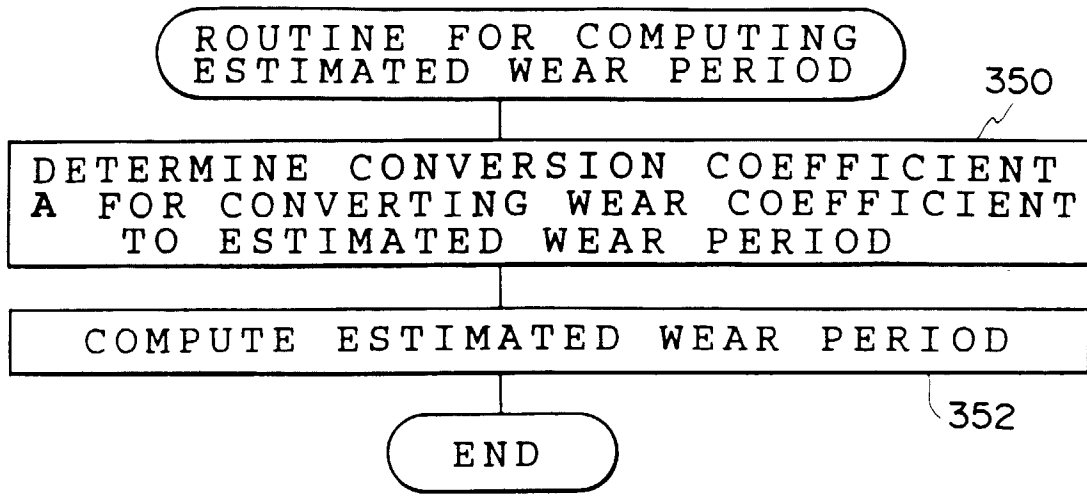 ROUTINE FOR COMPUTING
ESTIMATED WEAR PERIOD
350
DETERMINE CONVERSION COEFFICIENT
A FOR CONVERTING WEAR COEFFICIENT
TO ESTIMATED WEAR PERIOD
COMPUTE ESTIMATED WEAR PERIOD
352
END